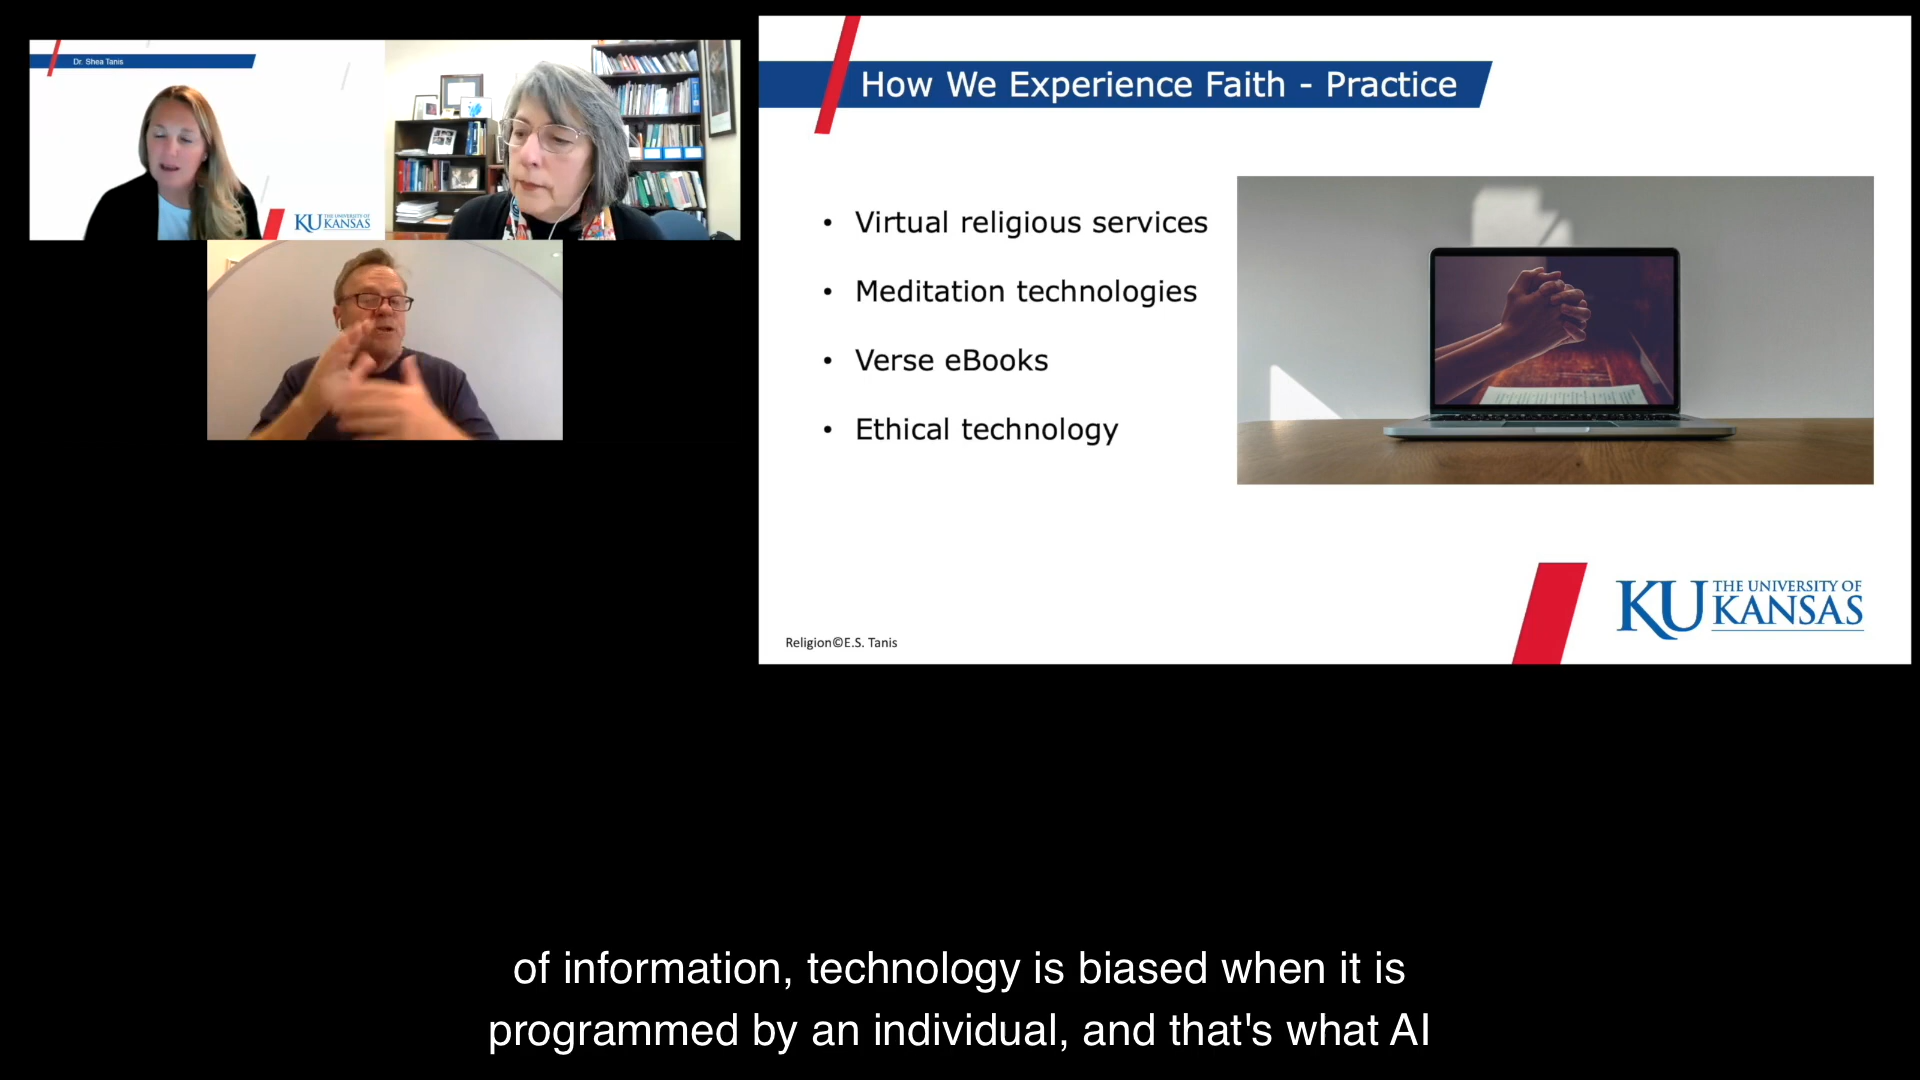 Dr. Shea Tanis
KU THE UNIVERSITY OF
KANSAS
How We Experience Faith - Practice
• Virtual religious services
• Meditation technologies
• Verse eBooks
• Ethical technology
Religion©E.S. Tanis
KU THE UNIVERSITY OF
KANSAS
of information, technology is biased when it is
programmed by an individual, and that's what AI